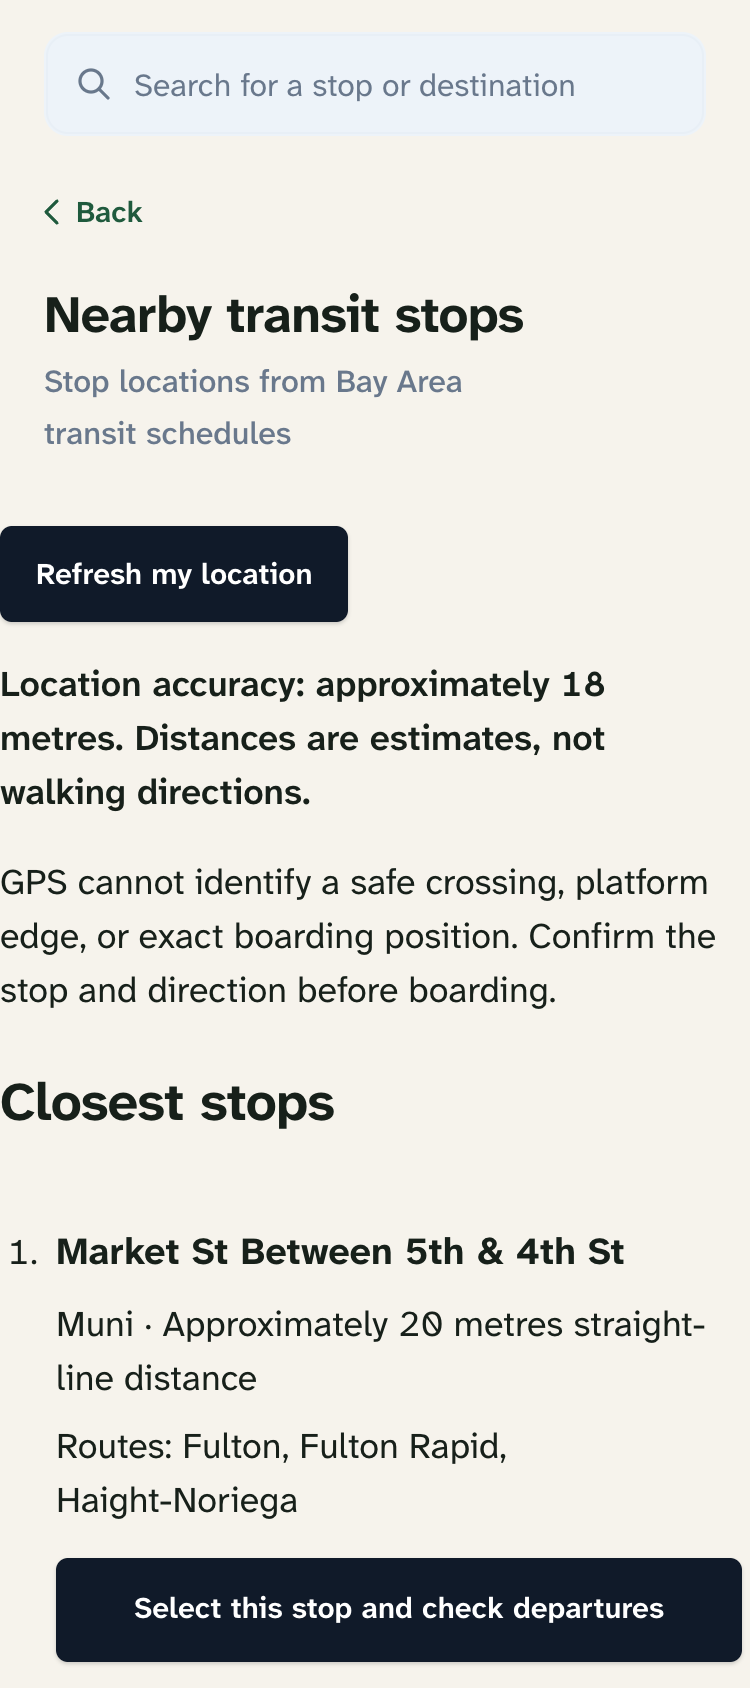 Search for a stop or destination
Back
Nearby transit stops
Stop locations from Bay Area
transit schedules
Refresh my location
Location accuracy: approximately 18
metres. Distances are estimates, not
walking directions.
GPS cannot identify a safe crossing, platform
edge, or exact boarding position. Confirm the
stop and direction before boarding.
Closest stops
1. Market St Between 5th & 4th St
Muni · Approximately 20 metres straight-
line distance
Routes: Fulton, Fulton Rapid,
Haight-Noriega
Select this stop and check departures